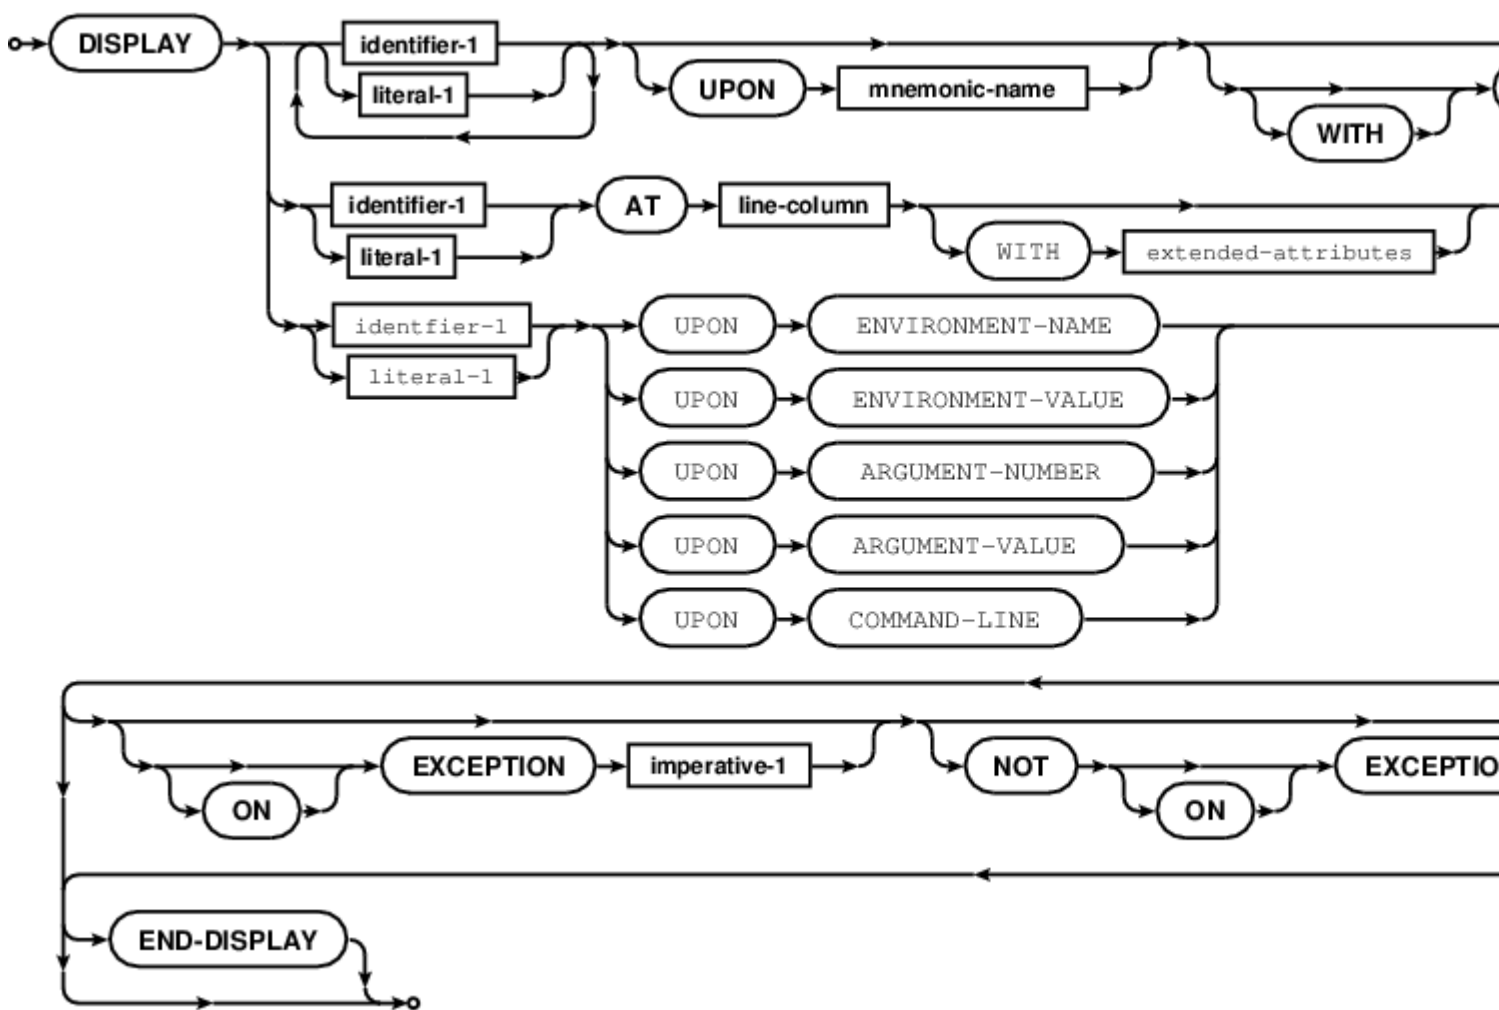 DISPLAY identifier-1
literal-1 UPON mnemonic-name
WITH
identifier-1 AT line-column
literal-1 WITH extended-attributes
identfier-1 UPON ENVIRONMENT-NAME
literal-1
UPON ENVIRONMENT-VALUE
UPON ARGUMENT-NUMBER
UPON ARGUMENT-VALUE
UPON COMMAND-LINE
EXCEPTION imperative-1 NOT EXCEPTIO
ON ON
END-DISPLAY